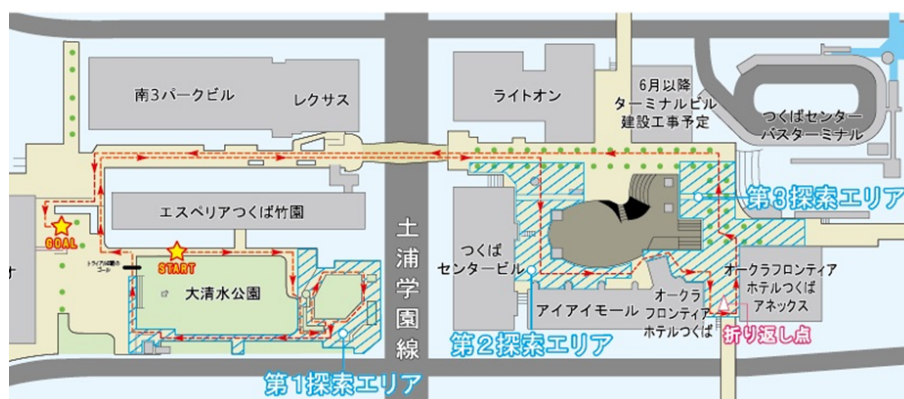 南3パークビル
レクサス
ライトオン
6月以降
ターミナルビル
建設工事予定
つくばセンター
バスターミナル
エスペリアつくば竹園
土浦学園線
第3探索エリア
GOAL
START
つくば
センタービル
オ
大清水公園
オークラフロンティア
ホテルつくば
アネックス
アイアイモール
オークラ
フロンティア
ホテルつくば
折り返し点
第2探索エリア
第1探索エリア